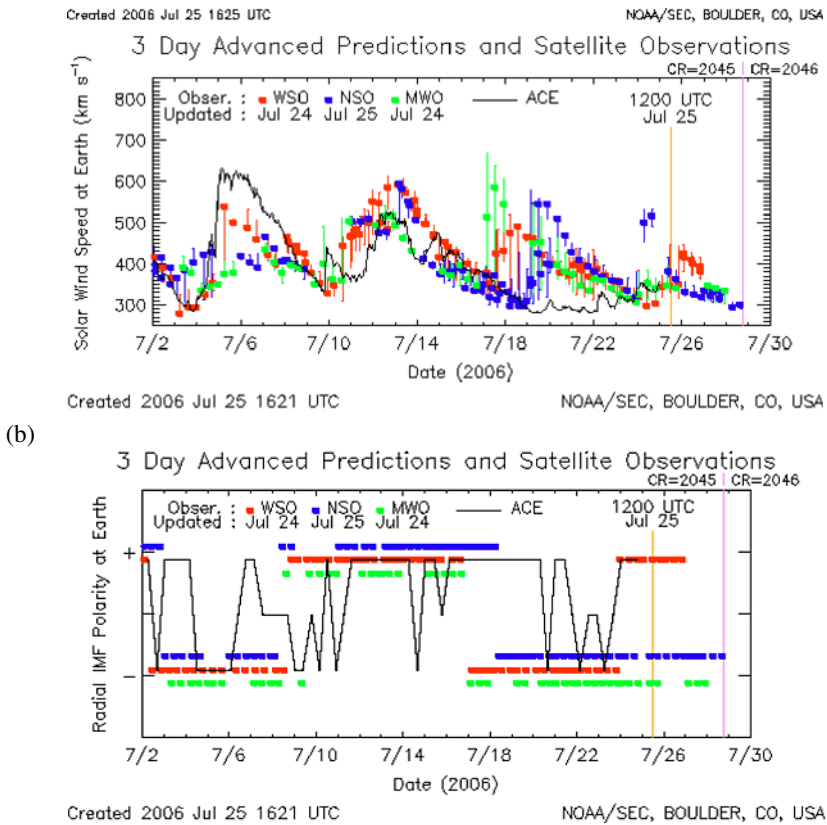 Created 2006 Jul 25 1625 UTC NOAA/SEC, BOULDER, CO, USA
3 Day Advanced Predictions and Satellite Observations
CR=2045 CR=2046
Solar Wind Speed at Earth (km s⁻¹)
800
700
600
500
400
300
Obser. : WSO NSO MWO ACE 1200 UTC
Updated : Jul 24 Jul 25 Jul 24 Jul 25
7/2 7/6 7/10 7/14 7/18 7/22 7/26 7/30
Date (2006)
Created 2006 Jul 25 1621 UTC NOAA/SEC, BOULDER, CO, USA
(b)
3 Day Advanced Predictions and Satellite Observations
CR=2045 CR=2046
Radial IMF Polarity at Earth
Obser. : WSO NSO MWO ACE 1200 UTC
Updated : Jul 24 Jul 25 Jul 24 Jul 25
+
−
7/2 7/6 7/10 7/14 7/18 7/22 7/26 7/30
Date (2006)
Created 2006 Jul 25 1621 UTC NOAA/SEC, BOULDER, CO, USA